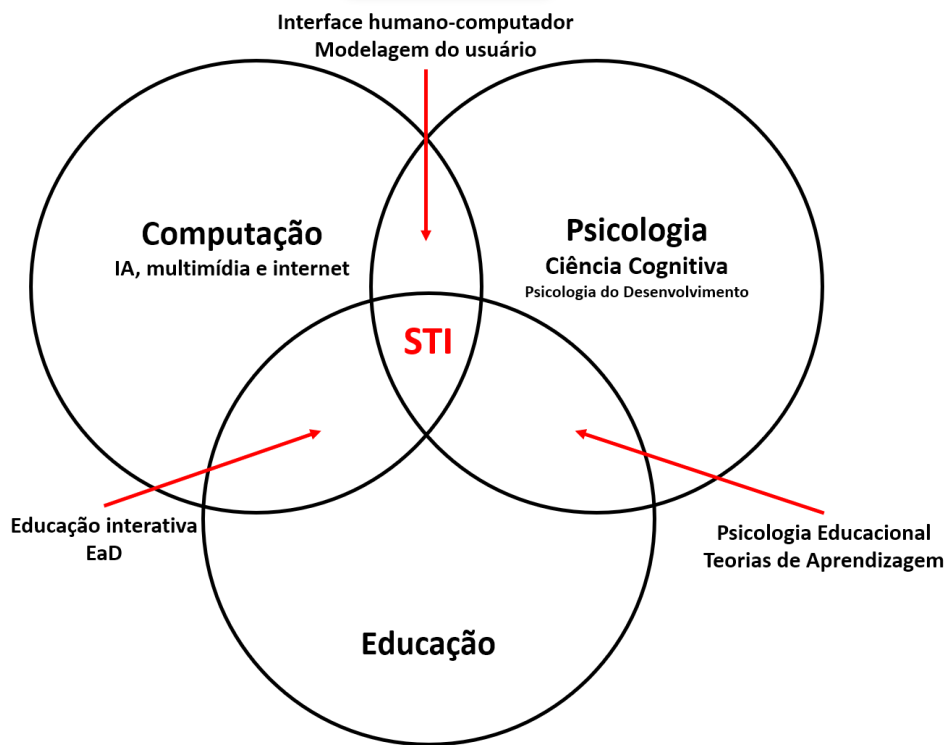 Interface humano-computador
Modelagem do usuário
Computação
IA, multimídia e internet
Psicologia
Ciência Cognitiva
Psicologia do Desenvolvimento
STI
Educação interativa
EaD
Psicologia Educacional
Teorias de Aprendizagem
Educação